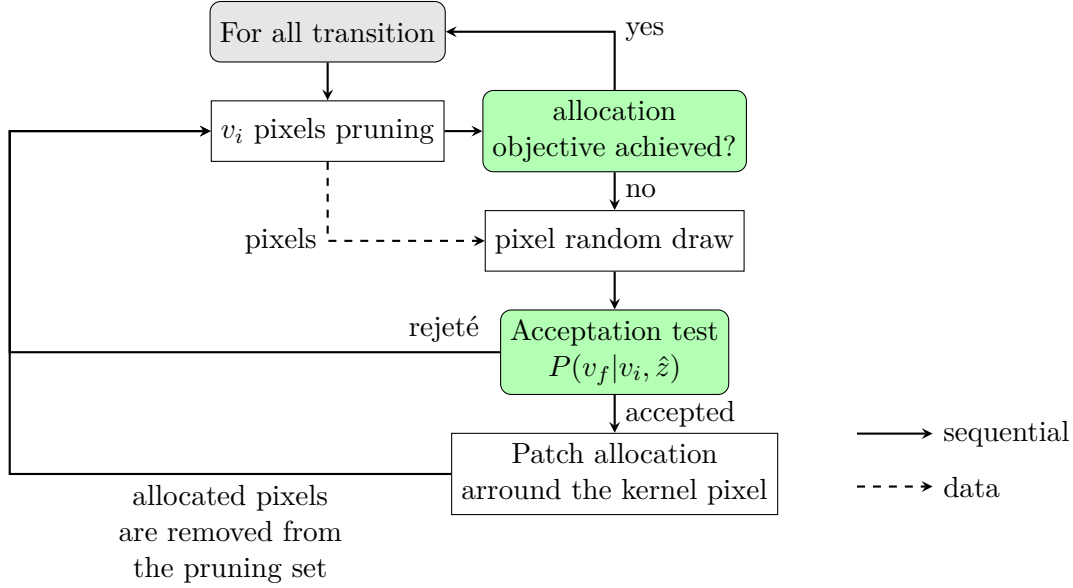 For all transition
yes
v_i pixels pruning
allocation
objective achieved?
no
pixels
pixel random draw
rejeté
Acceptation test
P(v_f|v_i, ẑ)
accepted
Patch allocation
arround the kernel pixel
allocated pixels
are removed from
the pruning set
sequential
data